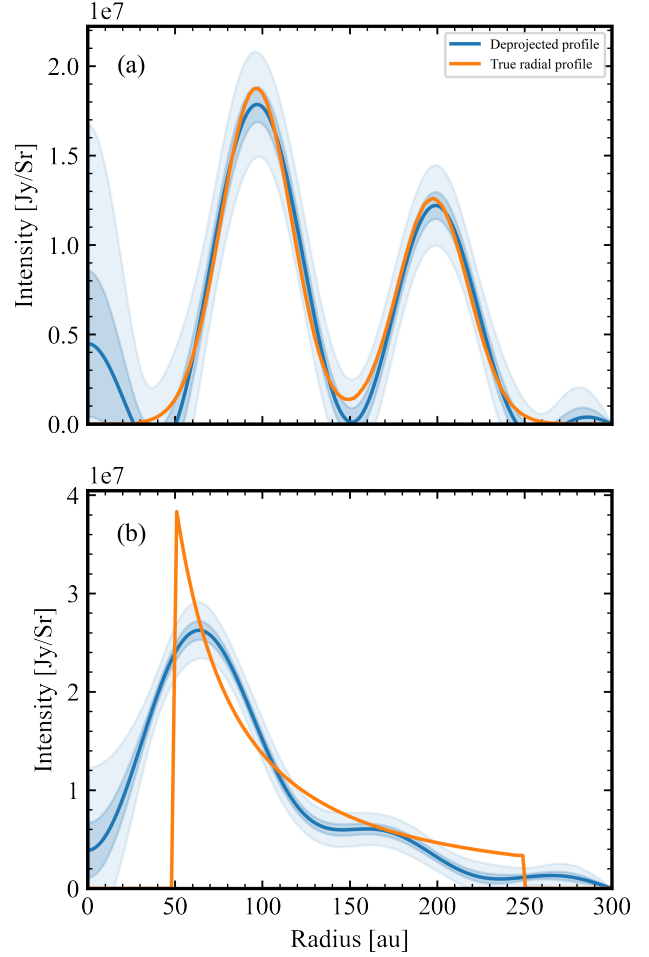 1e7
(a)
Deprojected profile
True radial profile
2.0
1.5
1.0
0.5
0.0
Intensity [Jy/Sr]
1e7
(b)
4
3
2
1
0
Intensity [Jy/Sr]
0 50 100 150 200 250 300
Radius [au]